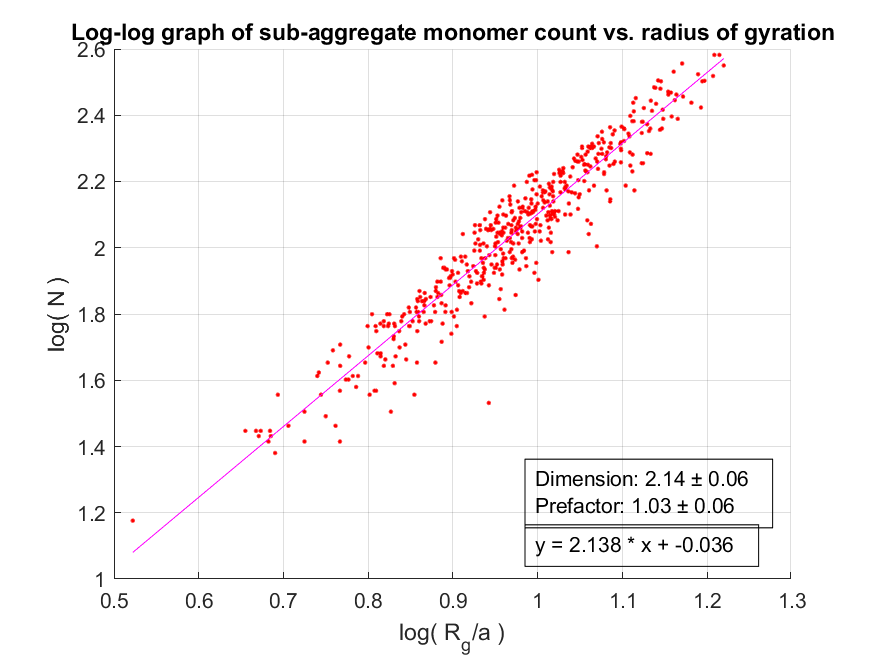 Log-log graph of sub-aggregate monomer count vs. radius of gyration
2.6
2.4
2.2
2
1.8
1.6
1.4
1.2
1
log( N )
Dimension: 2.14 ± 0.06
Prefactor: 1.03 ± 0.06
y = 2.138 * x + -0.036
0.5 0.6 0.7 0.8 0.9 1 1.1 1.2 1.3
log( R_g/a )